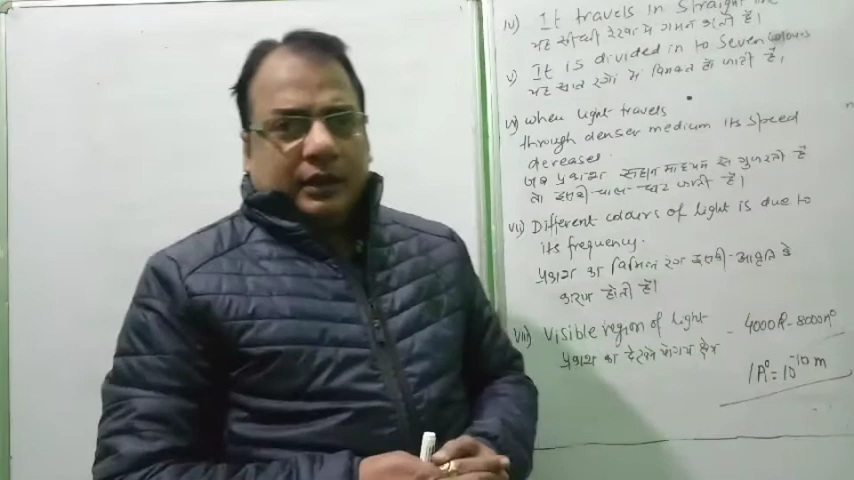 iv) It travels in Straight line
यह सीधी रेखा में गमन करती है।
v) It is divided in to Seven Colours
यह सात रंगों में विभक्त हो जाती है।
vi) when light travels
through denser medium its speed
decreases.
जब प्रकाश सघन माध्यम से गुजरती है
तो इसकी चाल घट जाती है।
vii) Different colours of light is due to
its frequency.
प्रकाश का विभिन्न रंग इसकी आवृति के
कारण होती है।
viii) Visible region of light - 4000Å - 8000A°
प्रकाश का देखने योग्य क्षेत्र
1A° = 10⁻¹⁰ m